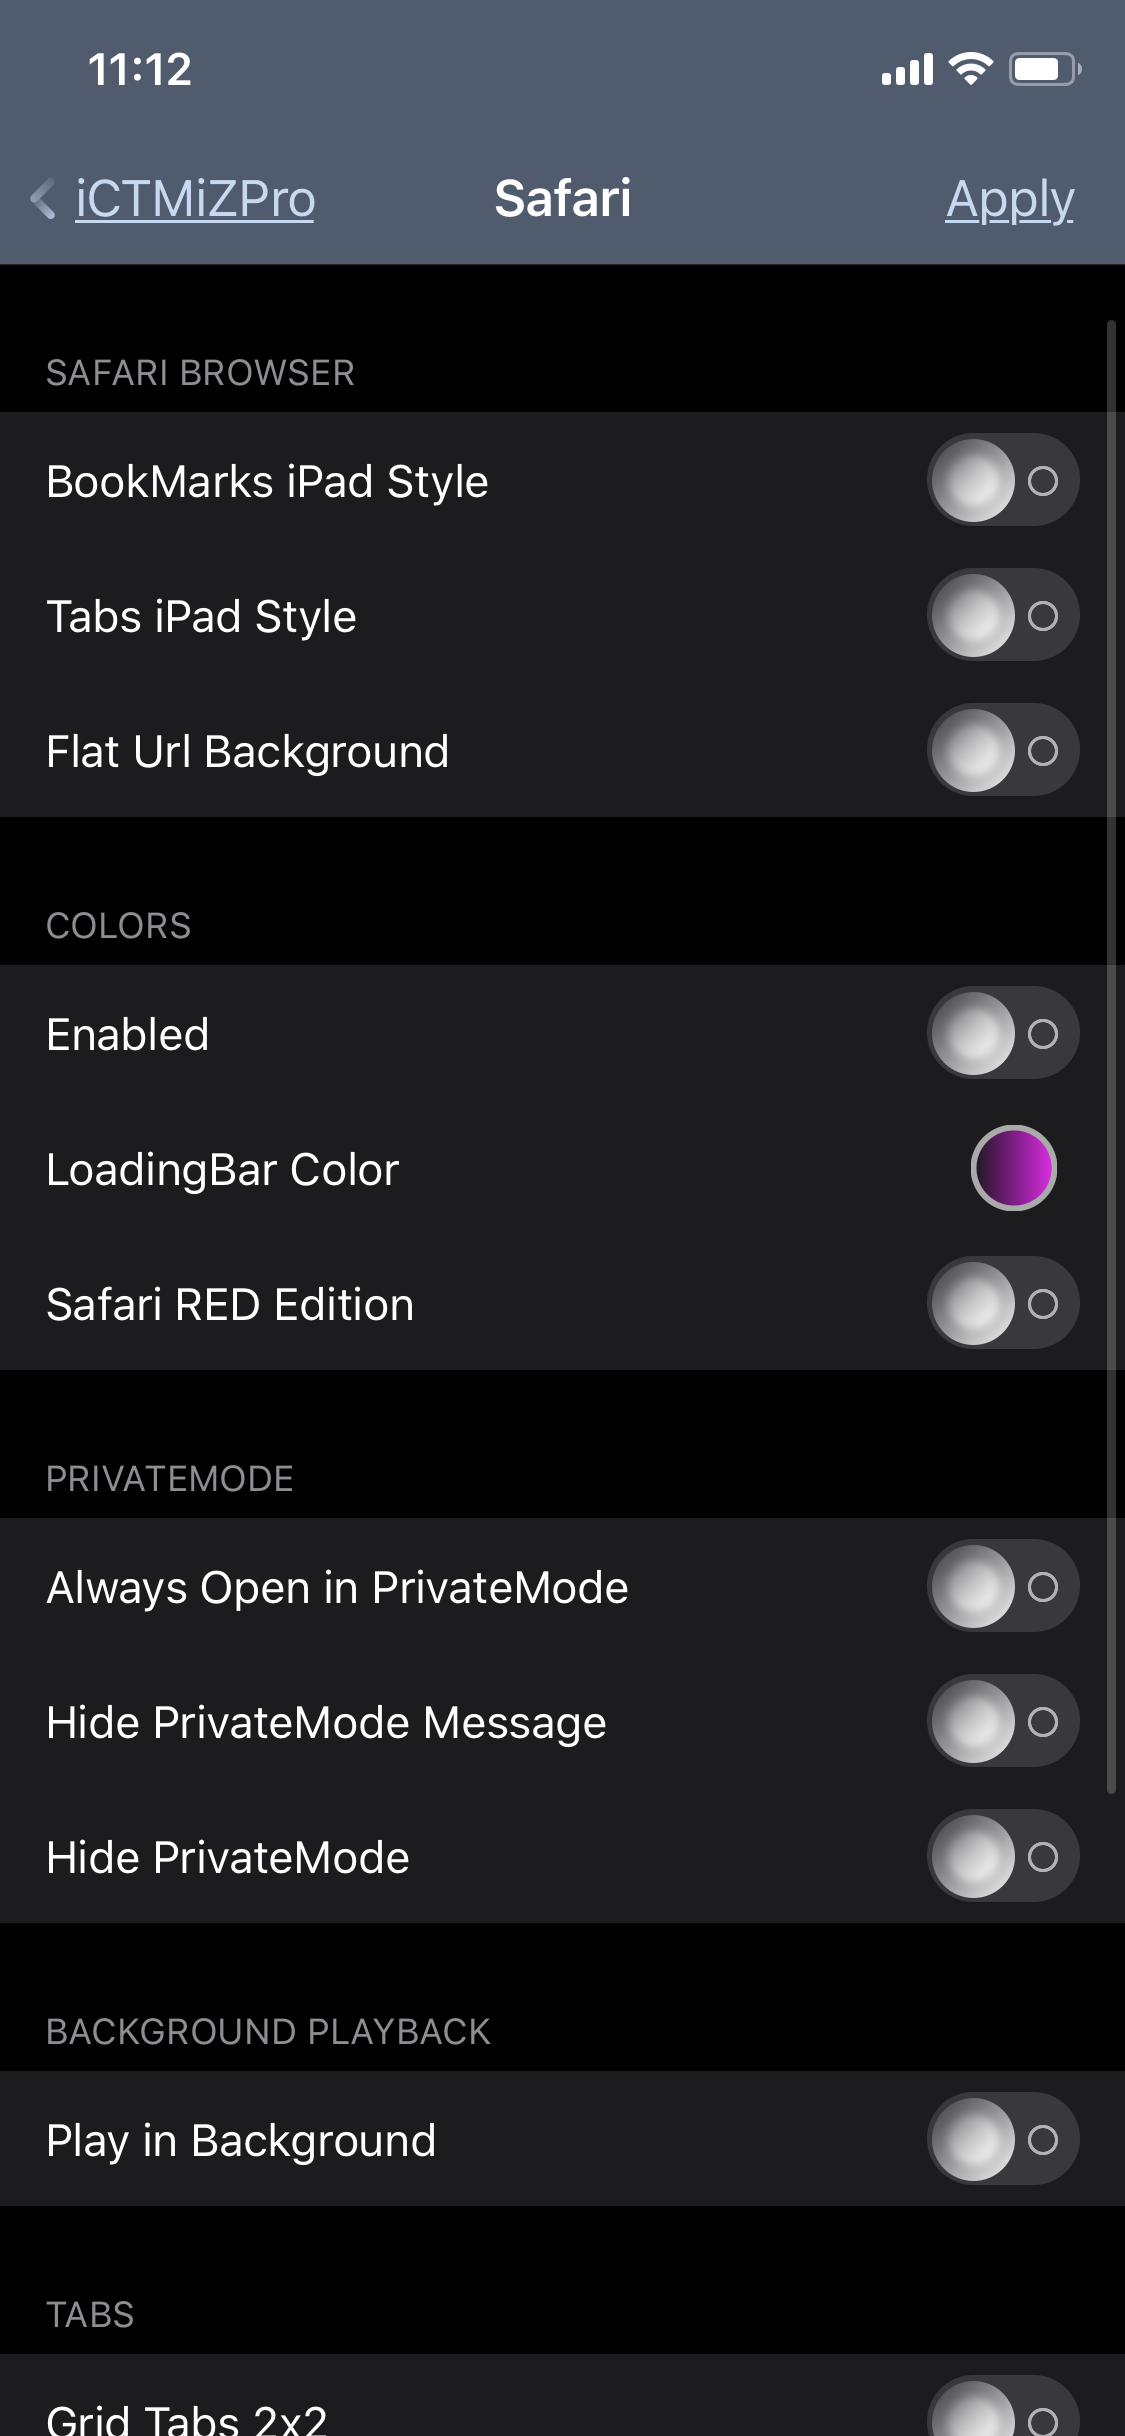 11:12
iCTMiZPro Safari Apply
SAFARI BROWSER
BookMarks iPad Style
Tabs iPad Style
Flat Url Background
COLORS
Enabled
LoadingBar Color
Safari RED Edition
PRIVATEMODE
Always Open in PrivateMode
Hide PrivateMode Message
Hide PrivateMode
BACKGROUND PLAYBACK
Play in Background
TABS
Grid Tabs 2x2